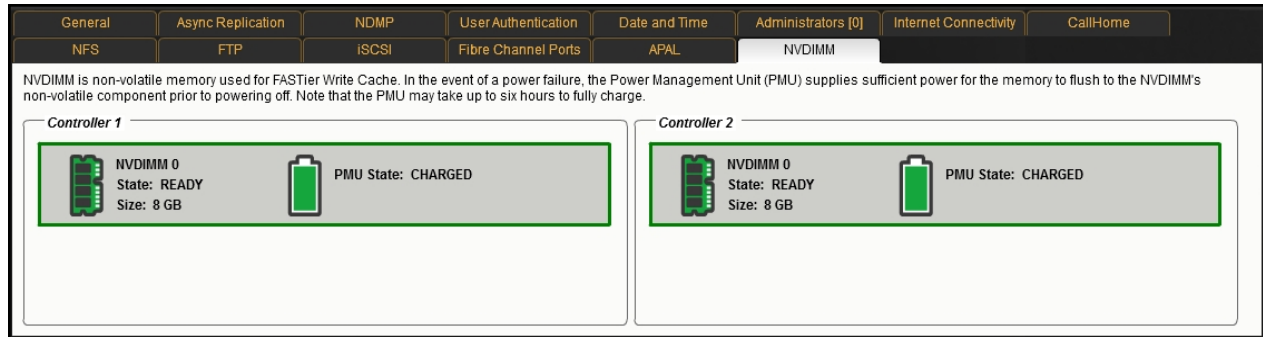 General Async Replication NDMP User Authentication Date and Time Administrators [0] Internet Connectivity CallHome
NFS FTP iSCSI Fibre Channel Ports APAL NVDIMM
NVDIMM is non-volatile memory used for FASTier Write Cache. In the event of a power failure, the Power Management Unit (PMU) supplies sufficient power for the memory to flush to the NVDIMM's
non-volatile component prior to powering off. Note that the PMU may take up to six hours to fully charge.
Controller 1
NVDIMM 0
State: READY
Size: 8 GB
PMU State: CHARGED
Controller 2
NVDIMM 0
State: READY
Size: 8 GB
PMU State: CHARGED